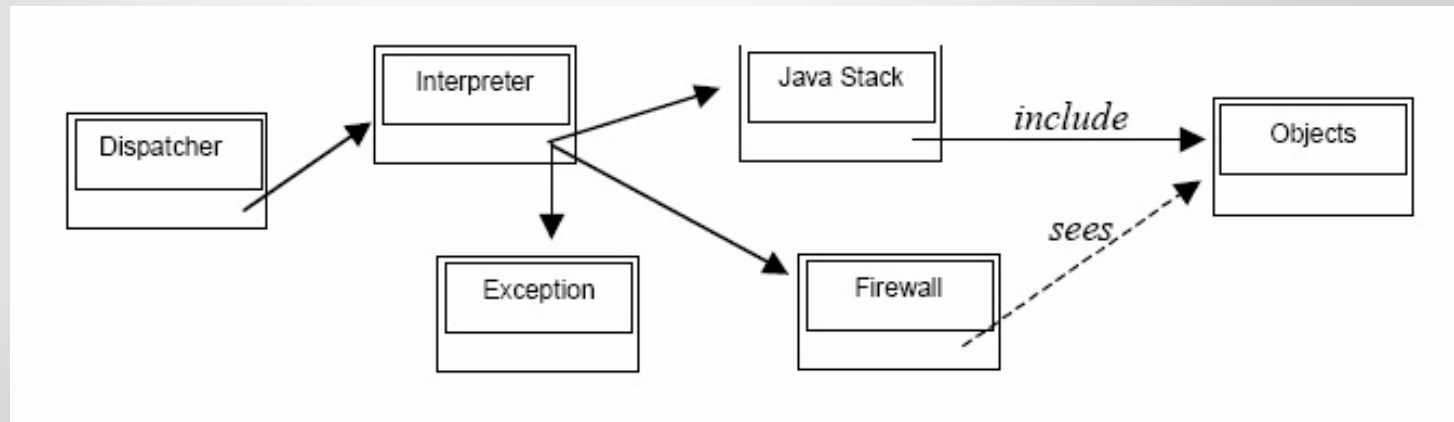 Dispatcher
Interpreter
Java Stack
include
Objects
Exception
Firewall
sees